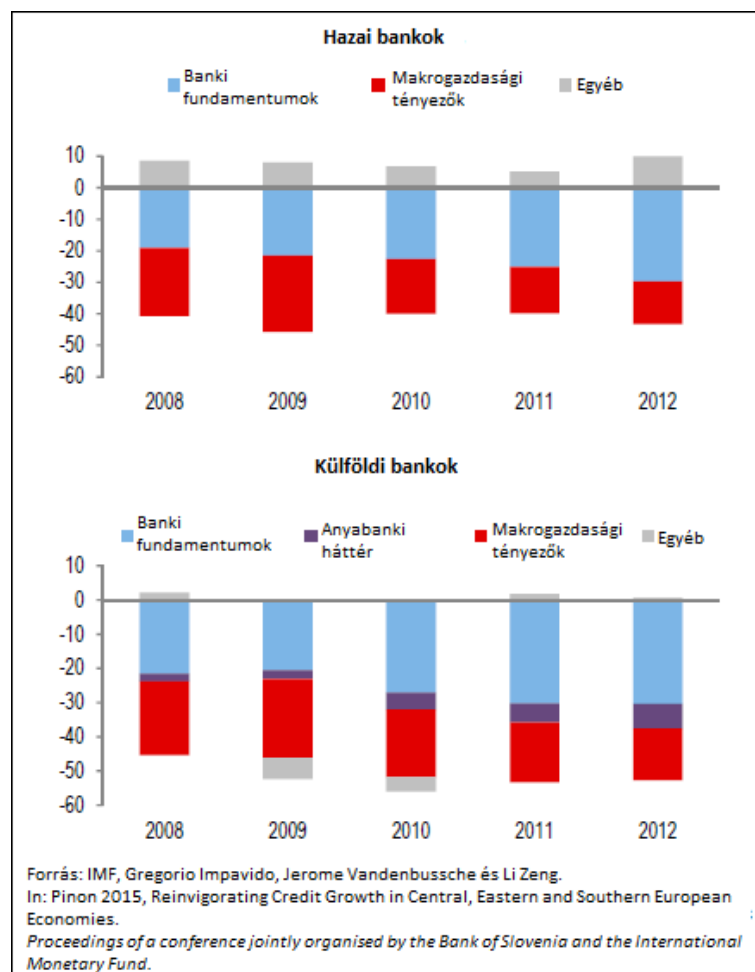 Hazai bankok
Banki
fundamentumok
Makrogazdasági
tényezők
Egyéb
10
0
-10
-20
-30
-40
-50
-60
2008 2009 2010 2011 2012
Külföldi bankok
Banki
fundamentumok
Anyabanki
háttér
Makrogazdasági
tényezők
Egyéb
10
0
-10
-20
-30
-40
-50
-60
2008 2009 2010 2011 2012
Forrás: IMF, Gregorio Impavido, Jerome Vandenbussche és Li Zeng.
In: Pinon 2015, Reinvigorating Credit Growth in Central, Eastern and Southern European
Economies.
Proceedings of a conference jointly organised by the Bank of Slovenia and the International
Monetary Fund.